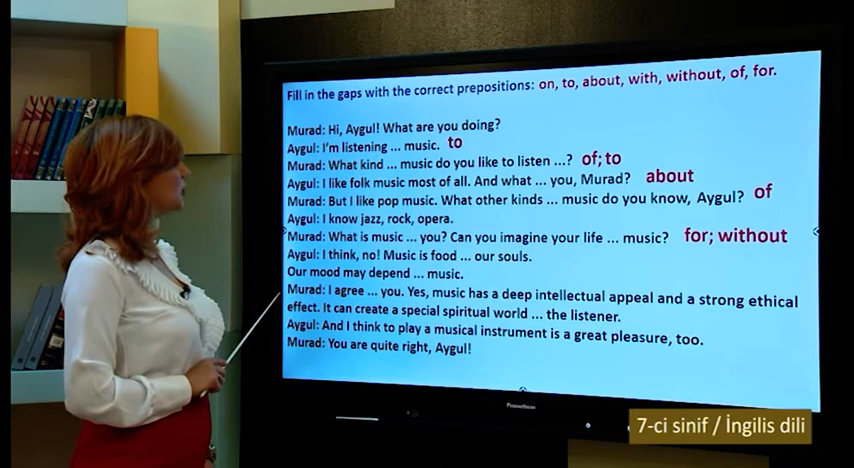 Fill in the gaps with the correct prepositions: on, to, about, with, without, of, for.
Murad: Hi, Aygul! What are you doing?
Aygul: I'm listening ... music. to
Murad: What kind ... music do you like to listen ...? of; to
Aygul: I like folk music most of all. And what ... you, Murad? about
Murad: But I like pop music. What other kinds ... music do you know, Aygul? of
Aygul: I know jazz, rock, opera.
Murad: What is music ... you? Can you imagine your life ... music? for; without
Aygul: I think, no! Music is food ... our souls.
Our mood may depend ... music.
Murad: I agree ... you. Yes, music has a deep intellectual appeal and a strong ethical
effect. It can create a special spiritual world ... the listener.
Aygul: And I think to play a musical instrument is a great pleasure, too.
Murad: You are quite right, Aygul!
Promethean
7-ci sinif / İngilis dili